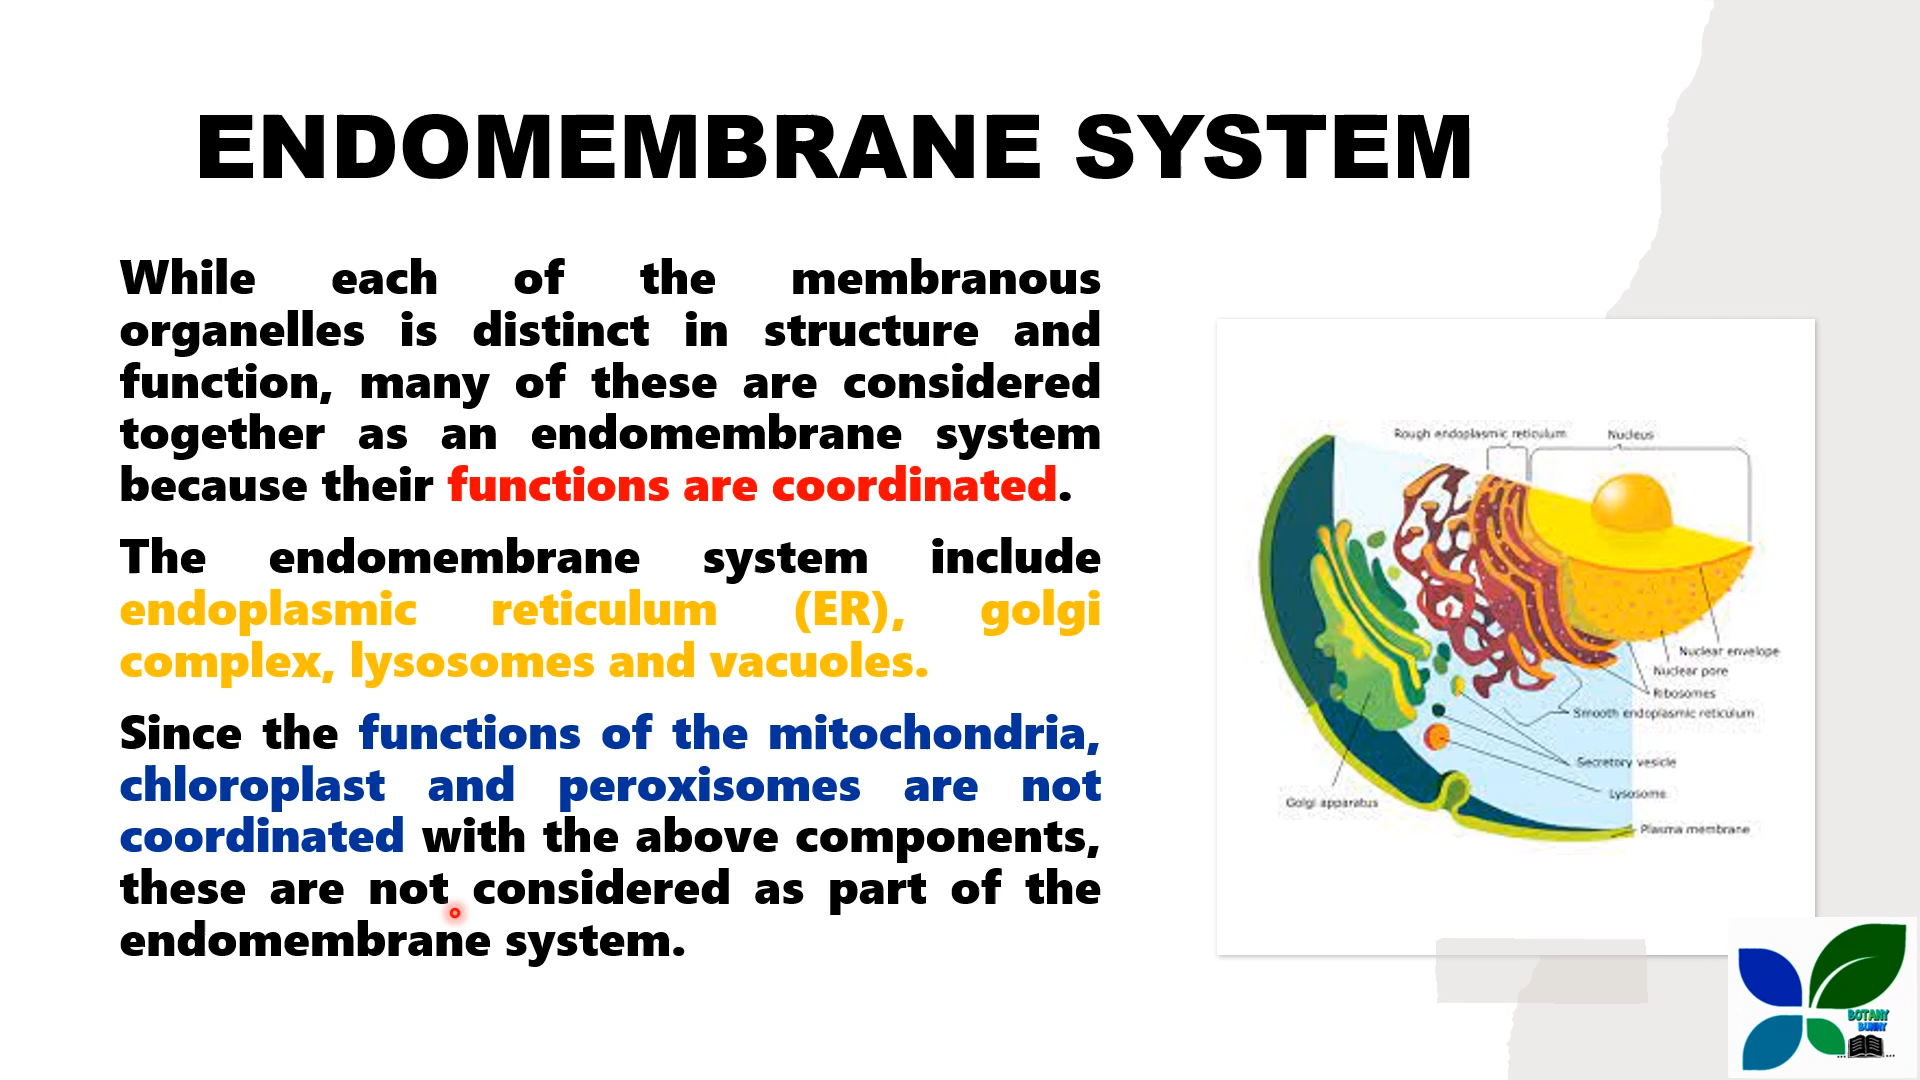 ENDOMEMBRANE SYSTEM
While each of the membranous
organelles is distinct in structure and
function, many of these are considered
together as an endomembrane system
because their functions are coordinated.
The endomembrane system include
endoplasmic reticulum (ER), golgi
complex, lysosomes and vacuoles.
Since the functions of the mitochondria,
chloroplast and peroxisomes are not
coordinated with the above components,
these are not considered as part of the
endomembrane system.
Rough endoplasmic reticulum
Nucleus
Nuclear envelope
Nuclear pore
Ribosomes
Smooth endoplasmic reticulum
Secretory vesicle
Lysosome
Golgi apparatus
Plasma membrane
BOTANY
BUNNY